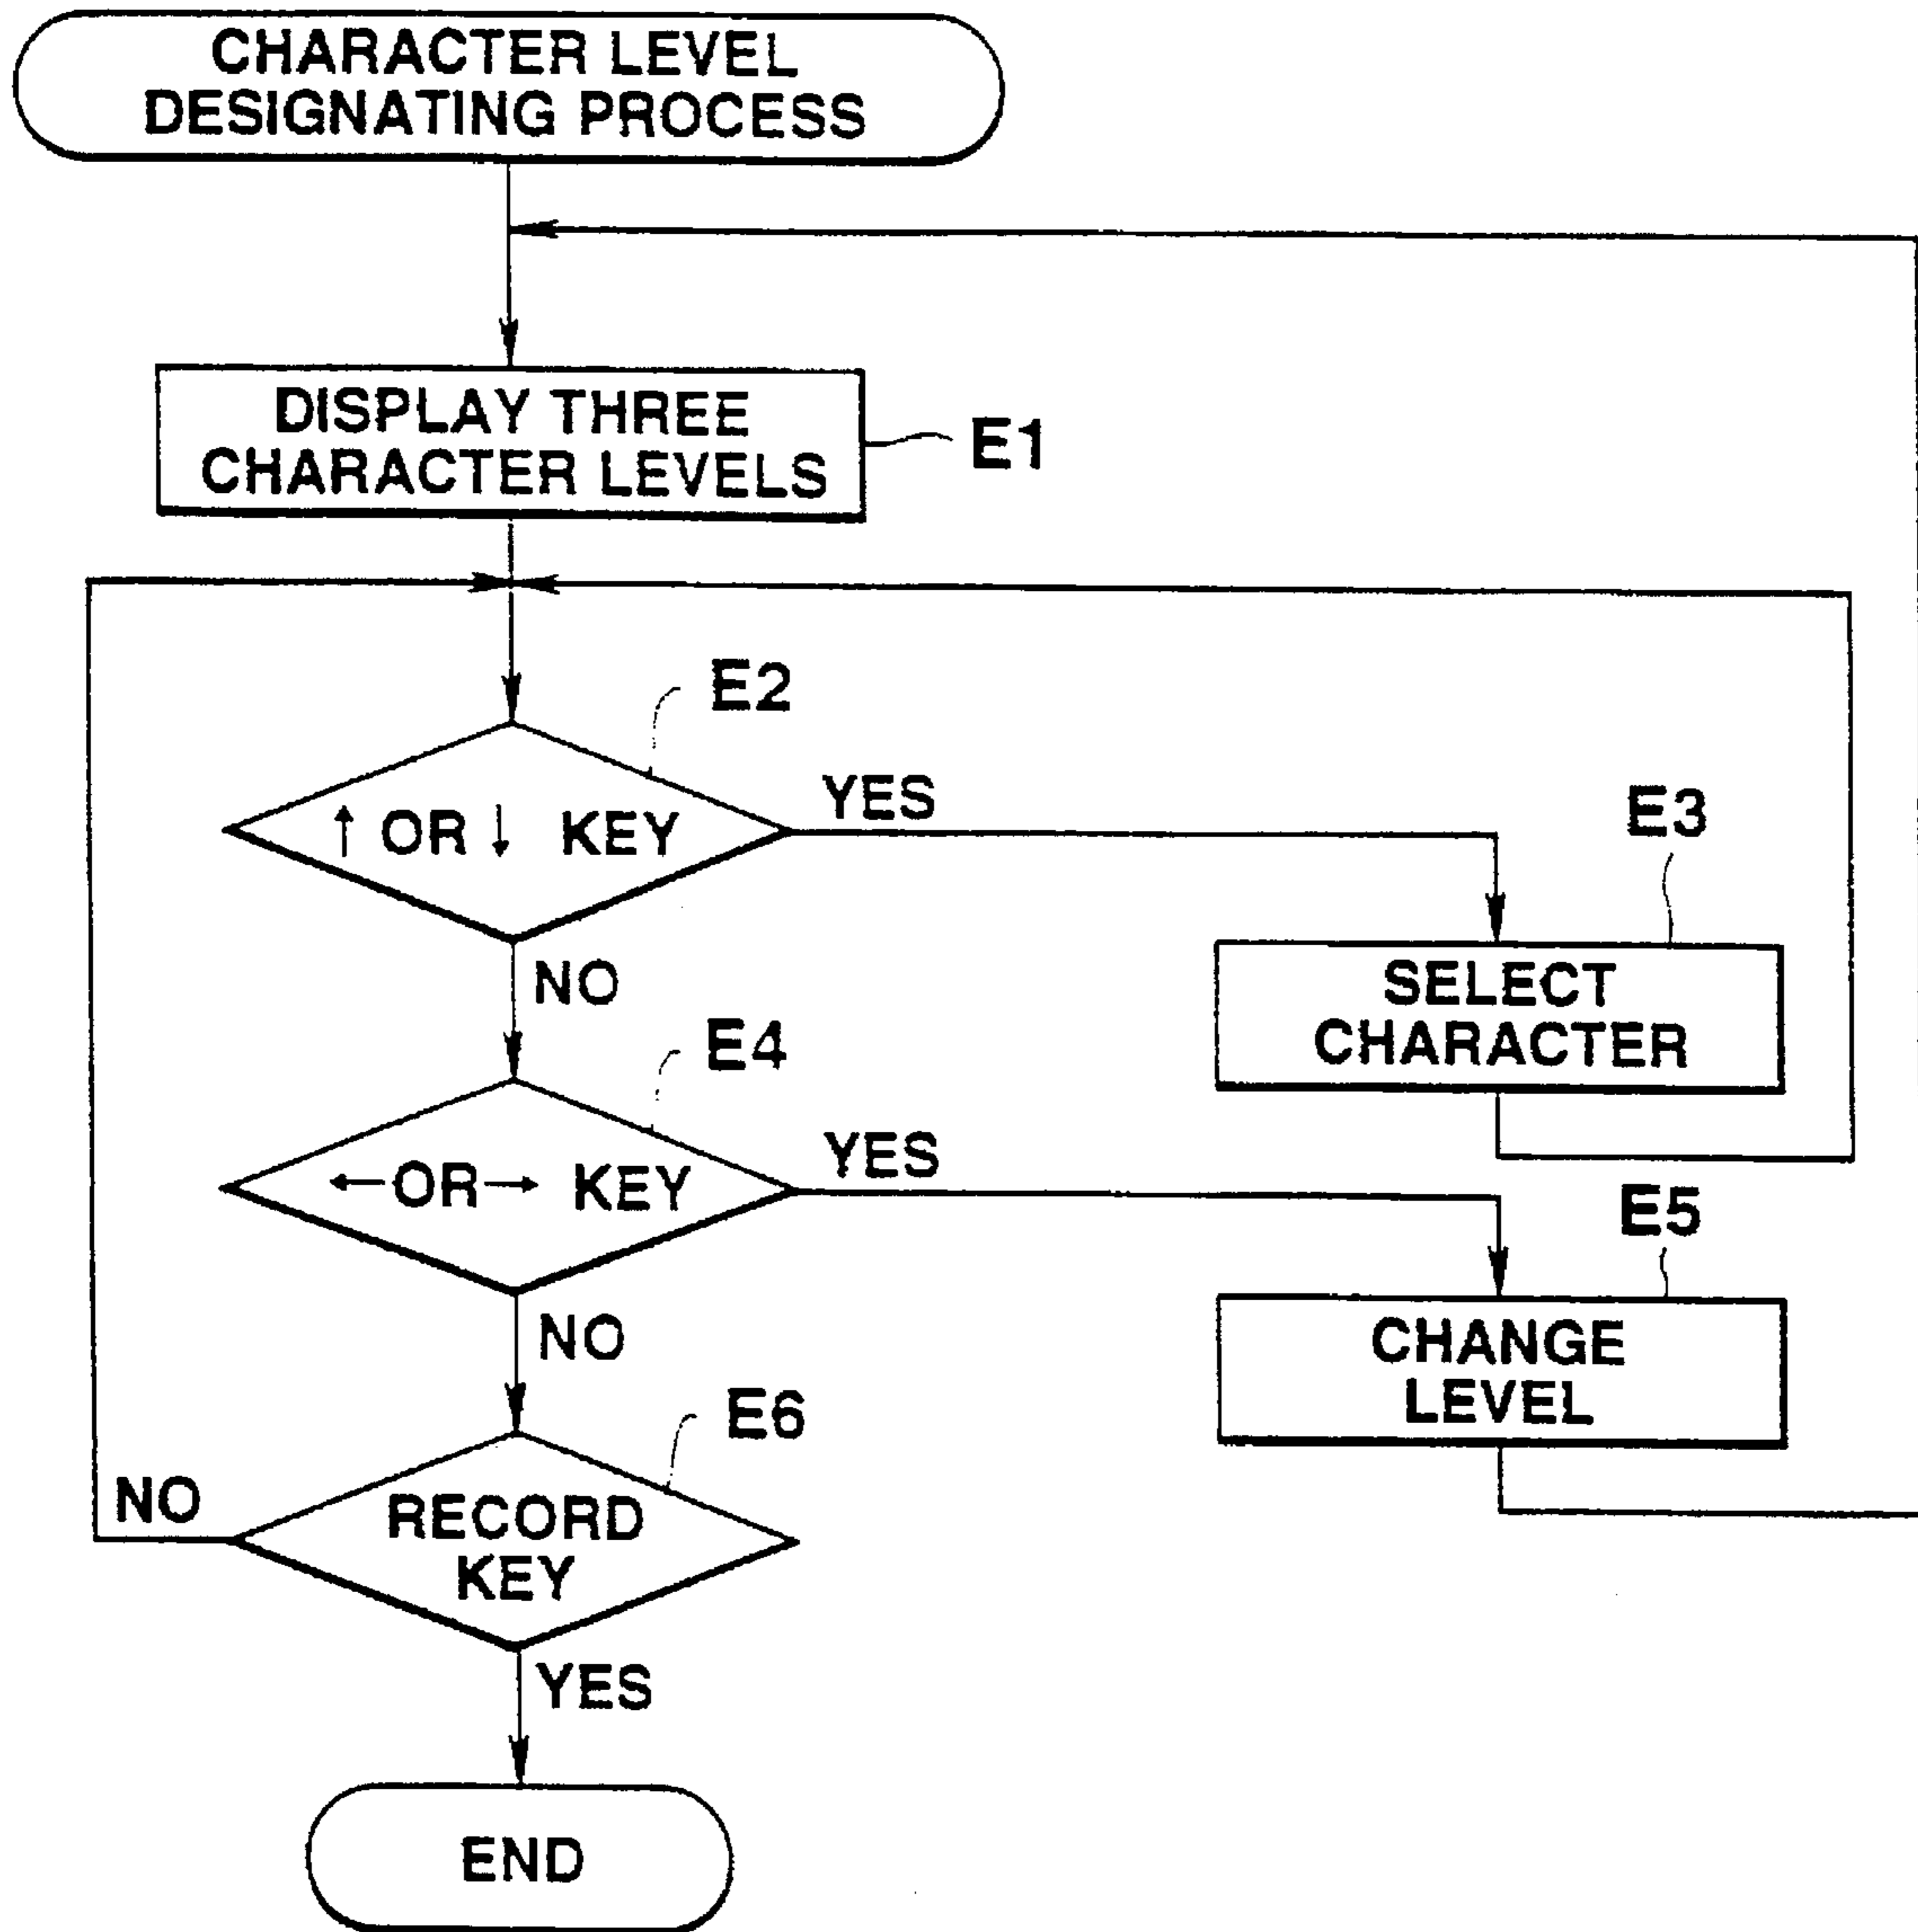 CHARACTER LEVEL
DESIGNATING PROCESS
DISPLAY THREE
CHARACTER LEVELS
E1
E2
↑ OR ↓ KEY
YES
E3
SELECT
CHARACTER
NO
E4
← OR → KEY
YES
E5
CHANGE
LEVEL
NO
E6
RECORD
KEY
NO
YES
END